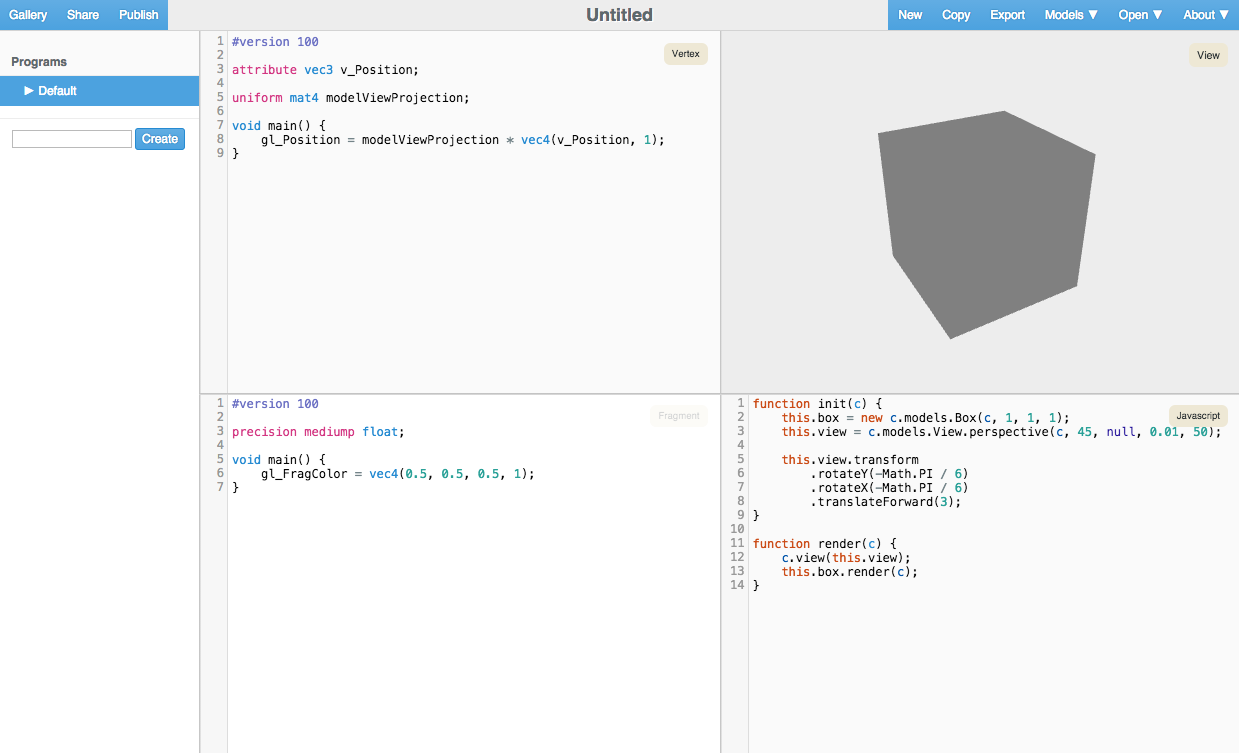 Gallery Share Publish Untitled New Copy Export Models ▼ Open ▼ About ▼
Programs
▶ Default
Create
Vertex
1 #version 100
2
3 attribute vec3 v_Position;
4
5 uniform mat4 modelViewProjection;
6
7 void main() {
8     gl_Position = modelViewProjection * vec4(v_Position, 1);
9 }
View
Fragment
1 #version 100
2
3 precision mediump float;
4
5 void main() {
6     gl_FragColor = vec4(0.5, 0.5, 0.5, 1);
7 }
Javascript
1 function init(c) {
2     this.box = new c.models.Box(c, 1, 1, 1);
3     this.view = c.models.View.perspective(c, 45, null, 0.01, 50);
4
5     this.view.transform
6         .rotateY(-Math.PI / 6)
7         .rotateX(-Math.PI / 6)
8         .translateForward(3);
9 }
10
11 function render(c) {
12     c.view(this.view);
13     this.box.render(c);
14 }